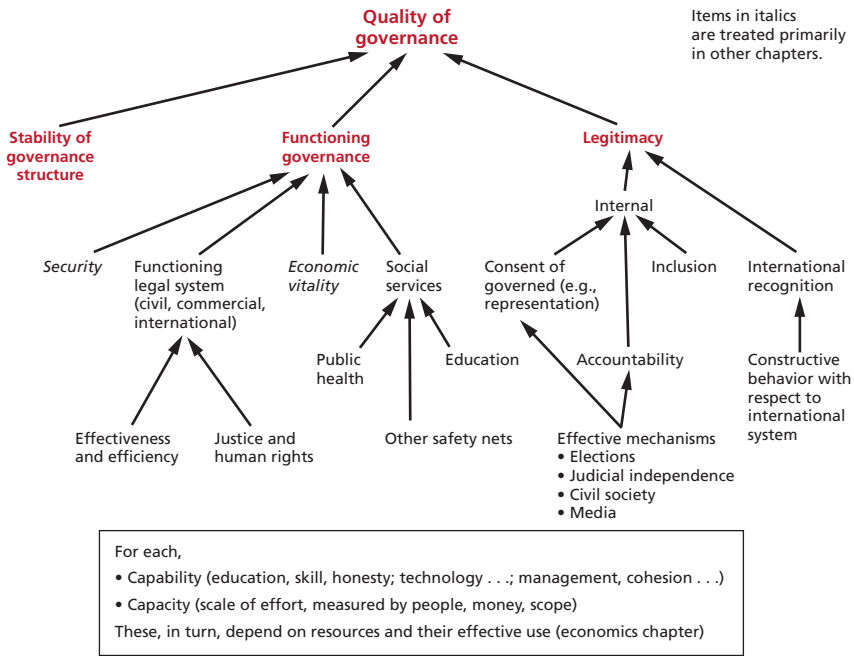 Quality of
governance
Items in italics
are treated primarily
in other chapters.
Stability of
governance
structure
Functioning
governance
Legitimacy
Internal
Security
Functioning
legal system
(civil, commercial,
international)
Economic
vitality
Social
services
Consent of
governed (e.g.,
representation)
Inclusion
International
recognition
Public
health
Education
Accountability
Constructive
behavior with
respect to
international
system
Effectiveness
and efficiency
Justice and
human rights
Other safety nets
Effective mechanisms
• Elections
• Judicial independence
• Civil society
• Media
For each,
• Capability (education, skill, honesty; technology . . .; management, cohesion . . .)
• Capacity (scale of effort, measured by people, money, scope)
These, in turn, depend on resources and their effective use (economics chapter)